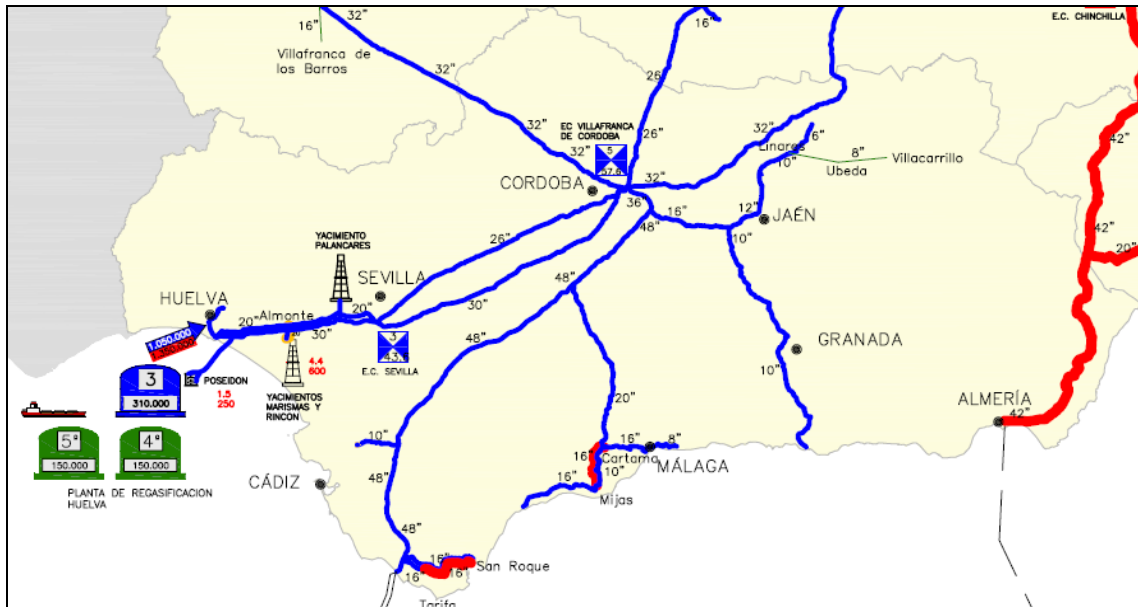 32"
16"
Villafranca de
los Barros
32"
16"
E.C. CHINCHILLA
32"
26"
42"
32"
26"
32"
6"
EC VILLAFRANCA
DE CORDOBA
5
57.6
32"
32"
Linares
10"
8"
Villacarrillo
Ubeda
CORDOBA
36
48"
16"
12"
JAÉN
10"
42"
20"
26"
YACIMIENTO
PALANCARES
SEVILLA
48"
30"
HUELVA
20"
Almonte
20"
30"
1.050.000
48"
3
E.C. SEVILLA
GRANADA
10"
4.4
600
POSEIDON
1.5
250
YACIMIENTOS
MARISMAS Y
RINCON
3
310.000
20"
ALMERÍA
42"
5ª
150.000
4ª
150.000
PLANTA DE REGASIFICACION
HUELVA
10"
CÁDIZ
48"
16"
Cartama
16"
8"
MÁLAGA
16"
10"
Mijas
48"
16"
16"
16"
San Roque
Tarifa